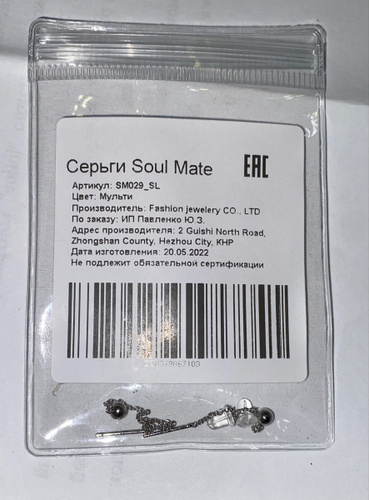 Серьги Soul Mate
EAC
Артикул: SM029_SL
Цвет: Мульти
Производитель: Fashion jewelery CO., LTD
По заказу: ИП Павленко Ю З.
Адрес производителя: 2 Guishi North Road,
Zhongshan County, Hezhou City, КНР
Дата изготовления: 20.05.2022
Не подлежит обязательной сертификации